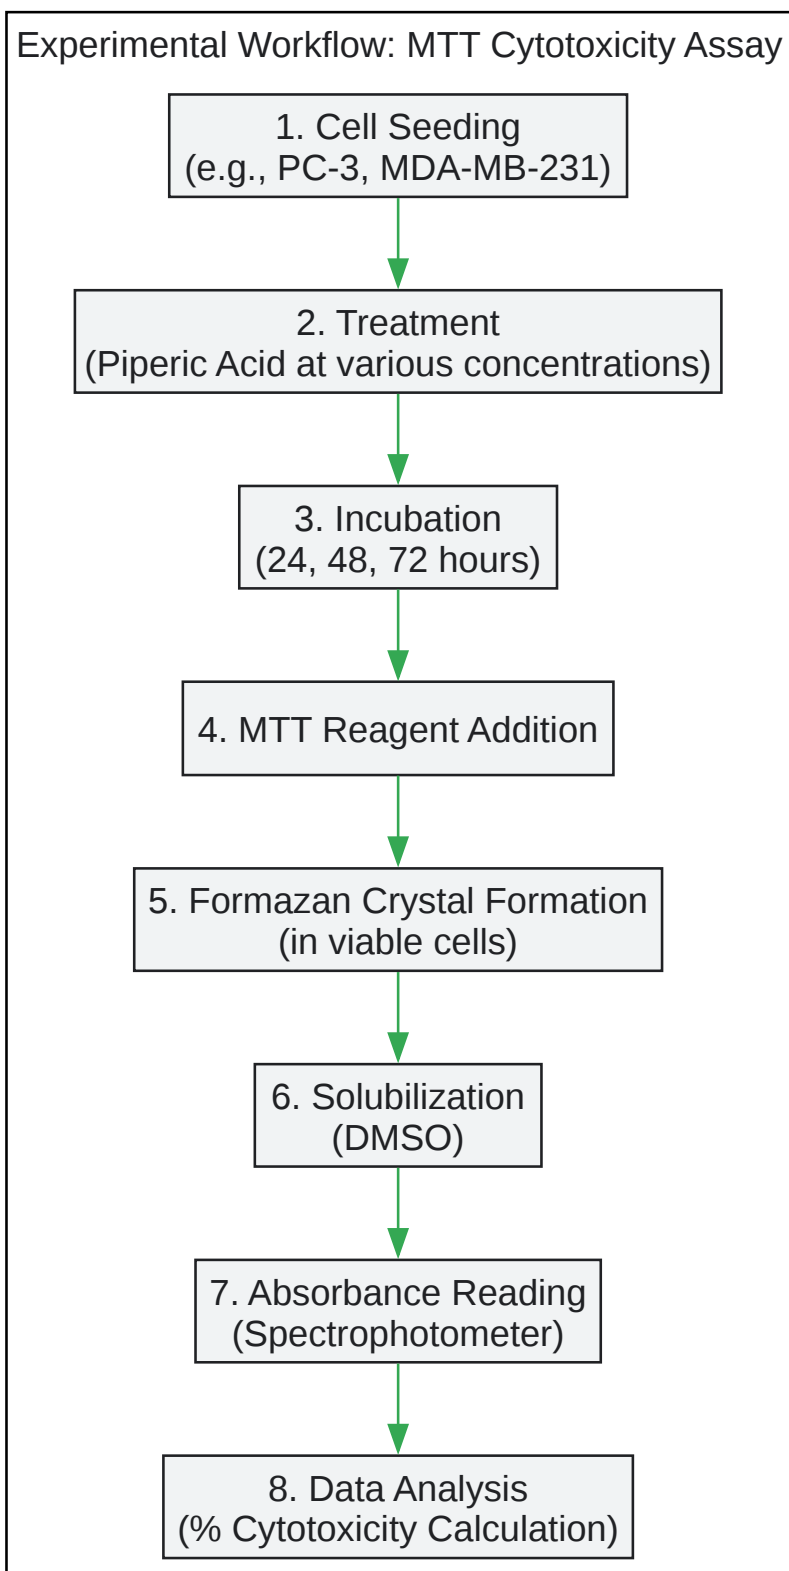 Experimental Workflow: MTT Cytotoxicity Assay
1. Cell Seeding
(e.g., PC-3, MDA-MB-231)
2. Treatment
(Piperic Acid at various concentrations)
3. Incubation
(24, 48, 72 hours)
4. MTT Reagent Addition
5. Formazan Crystal Formation
(in viable cells)
6. Solubilization
(DMSO)
7. Absorbance Reading
(Spectrophotometer)
8. Data Analysis
(% Cytotoxicity Calculation)